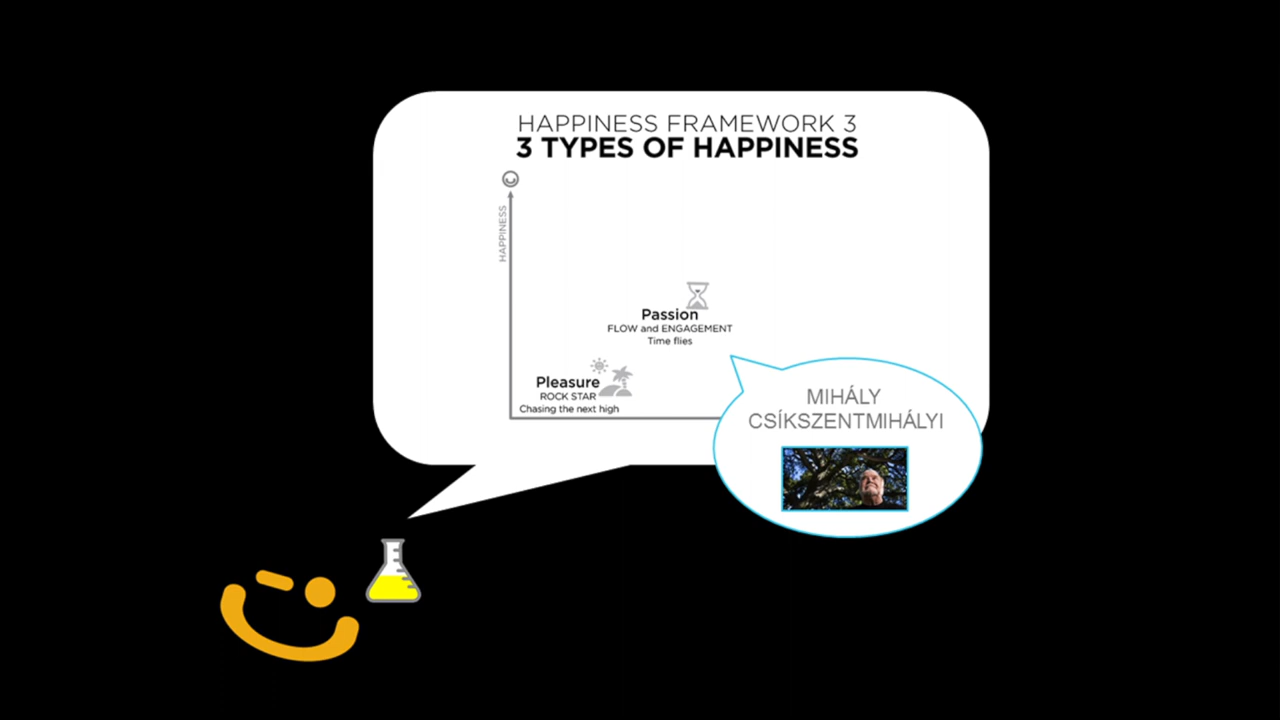 HAPPINESS FRAMEWORK 3
3 TYPES OF HAPPINESS
HAPPINESS
Passion
FLOW and ENGAGEMENT
Time flies
Pleasure
ROCK STAR
Chasing the next high
MIHÁLY
CSÍKSZENTMIHÁLYI